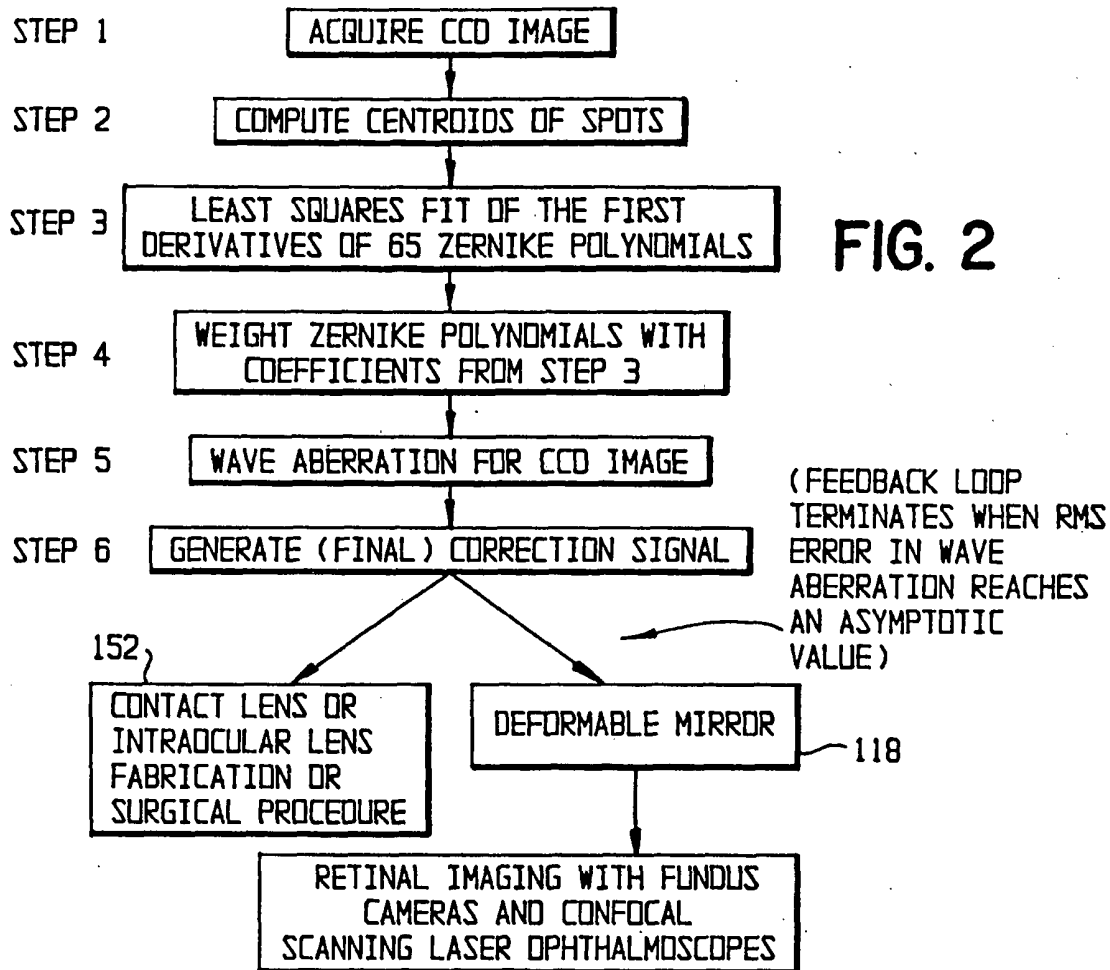 STEP 1
ACQUIRE CCD IMAGE
STEP 2
COMPUTE CENTROIDS OF SPOTS
STEP 3
LEAST SQUARES FIT OF THE FIRST
DERIVATIVES OF 65 ZERNIKE POLYNOMIALS
FIG. 2
STEP 4
WEIGHT ZERNIKE POLYNOMIALS WITH
COEFFICIENTS FROM STEP 3
STEP 5
WAVE ABERRATION FOR CCD IMAGE
STEP 6
GENERATE (FINAL) CORRECTION SIGNAL
(FEEDBACK LOOP
TERMINATES WHEN RMS
ERROR IN WAVE
ABERRATION REACHES
AN ASYMPTOTIC
VALUE)
152
CONTACT LENS OR
INTRAOCULAR LENS
FABRICATION OR
SURGICAL PROCEDURE
DEFORMABLE MIRROR
118
RETINAL IMAGING WITH FUNDUS
CAMERAS AND CONFOCAL
SCANNING LASER OPHTHALMOSCOPES